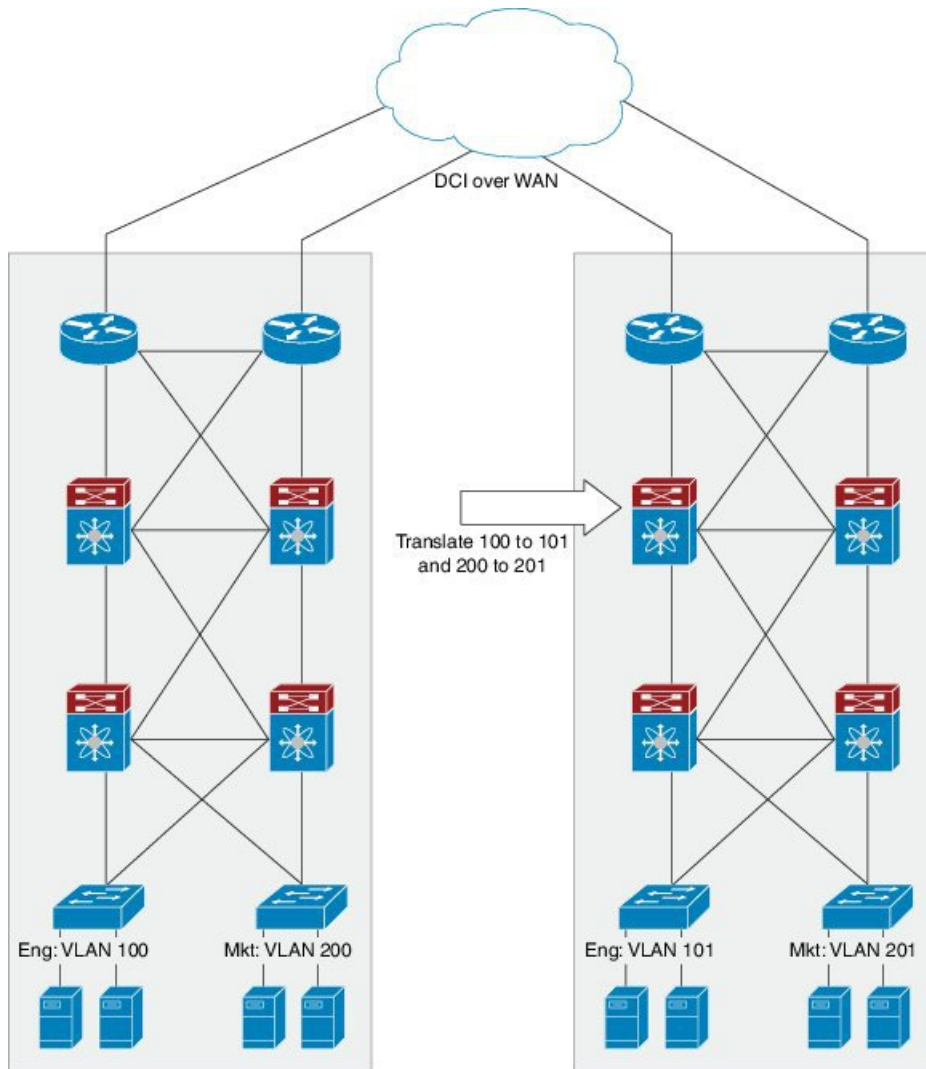 DCI over WAN
Translate 100 to 101
and 200 to 201
Eng: VLAN 100
Mkt: VLAN 200
Eng: VLAN 101
Mkt: VLAN 201